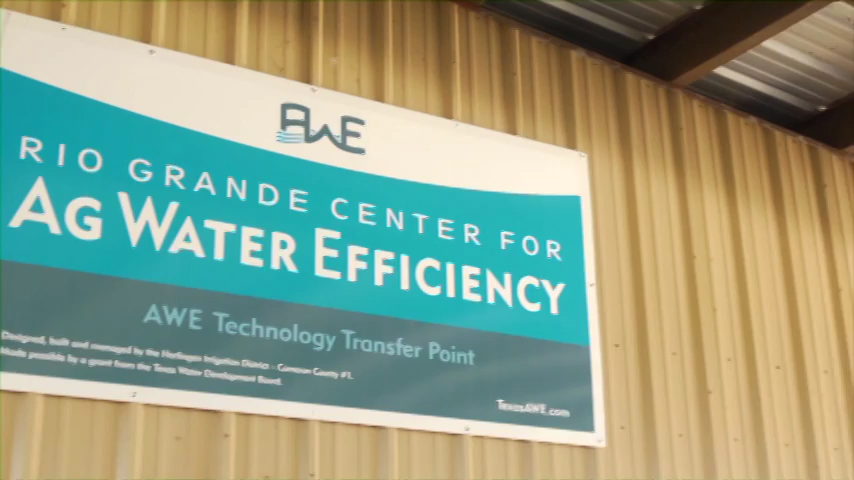 AWE
RIO GRANDE CENTER FOR
AG WATER EFFICIENCY
AWE Technology Transfer Point
Designed, built and managed by the Harlingen Irrigation District - Cameron County #1.
Made possible by a grant from the Texas Water Development Board.
TexasAWE.com